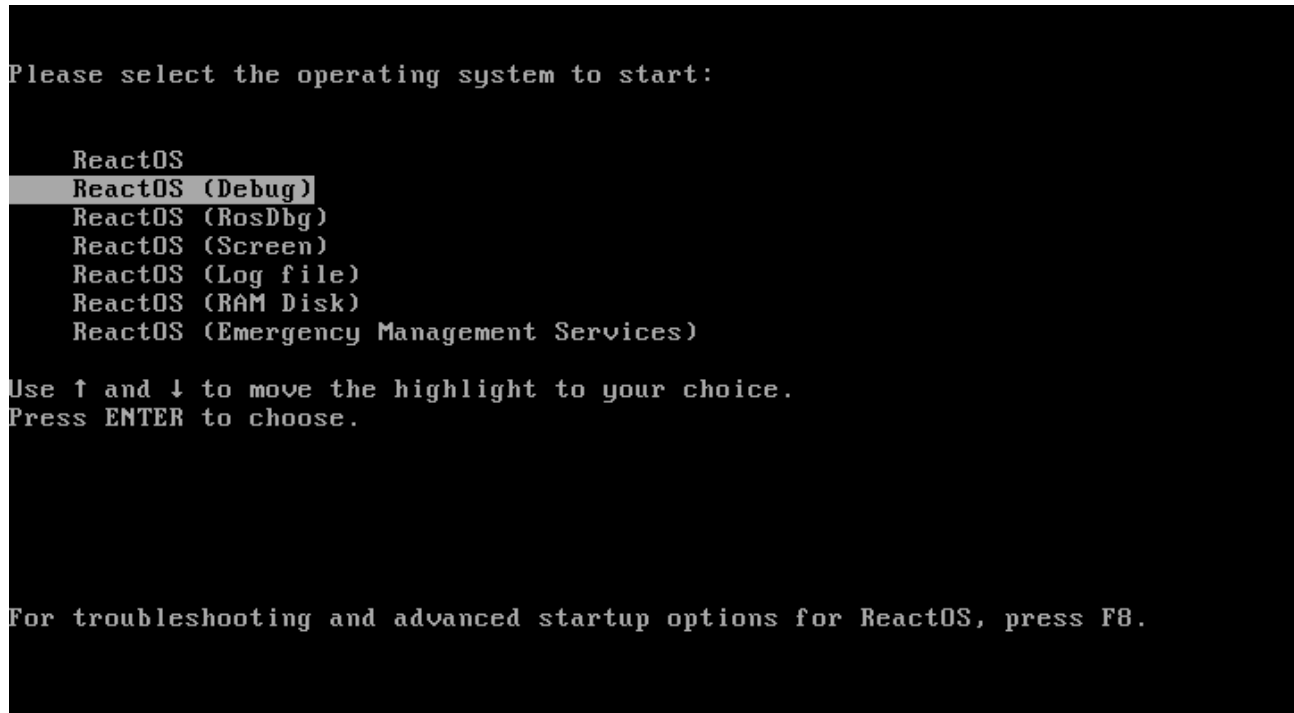 Please select the operating system to start:
ReactOS
ReactOS (Debug)
ReactOS (RosDbg)
ReactOS (Screen)
ReactOS (Log file)
ReactOS (RAM Disk)
ReactOS (Emergency Management Services)
Use ↑ and ↓ to move the highlight to your choice.
Press ENTER to choose.
For troubleshooting and advanced startup options for ReactOS, press F8.